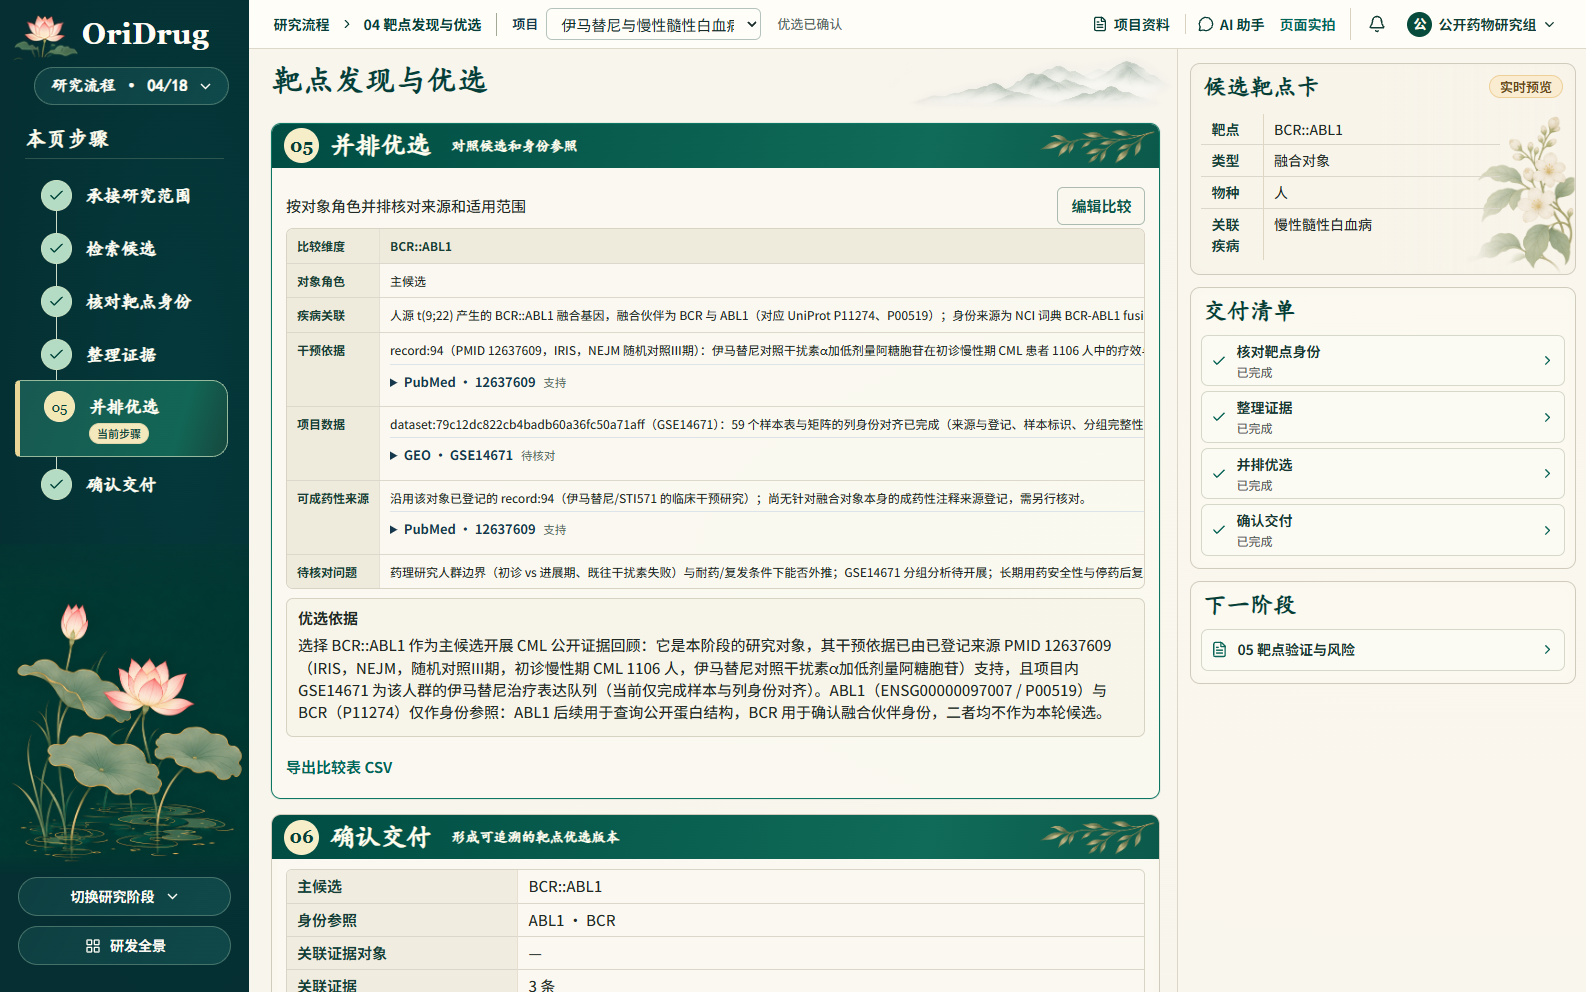 OriDrug
研究流程 • 04/18
本页步骤
承接研究范围
检索候选
核对靶点身份
整理证据
05 并排优选
当前步骤
确认交付
切换研究阶段
研发全景
研究流程 > 04 靶点发现与优选
项目 伊马替尼与慢性髓性白血病 优选已确认
项目资料
AI 助手
页面实拍
公 公开药物研究组
靶点发现与优选
05 并排优选 对照候选和身份参照
按对象角色并排核对来源和适用范围
编辑比较
比较维度 BCR::ABL1
对象角色 主候选
疾病关联 人源 t(9;22) 产生的 BCR::ABL1 融合基因，融合伙伴为 BCR 与 ABL1（对应 UniProt P11274、P00519）；身份来源为 NCI 词典 BCR-ABL1 fusi
干预依据 record:94（PMID 12637609，IRIS，NEJM 随机对照III期）：伊马替尼对照干扰素α加低剂量阿糖胞苷在初诊慢性期 CML 患者 1106 人中的疗效
▶ PubMed • 12637609 支持
项目数据 dataset:79c12dc822cb4badb60a36fc50a71aff（GSE14671）：59 个样本表与矩阵的列身份对齐已完成（来源与登记、样本标识、分组完整性
▶ GEO • GSE14671 待核对
可成药性来源 沿用该对象已登记的 record:94（伊马替尼/STI571 的临床干预研究）；尚无针对融合对象本身的成药性注释来源登记，需另行核对。
▶ PubMed • 12637609 支持
待核对问题 药理研究人群边界（初诊 vs 进展期、既往干扰素失败）与耐药/复发条件下能否外推；GSE14671 分组分析待开展；长期用药安全性与停药后复
优选依据
选择 BCR::ABL1 作为主候选开展 CML 公开证据回顾：它是本阶段的研究对象，其干预依据已由已登记来源 PMID 12637609
（IRIS，NEJM，随机对照III期，初诊慢性期 CML 1106 人，伊马替尼对照干扰素α加低剂量阿糖胞苷）支持，且项目内
GSE14671 为该人群的伊马替尼治疗表达队列（当前仅完成样本与列身份对齐）。ABL1（ENSG00000097007 / P00519）与
BCR（P11274）仅作身份参照：ABL1 后续用于查询公开蛋白结构，BCR 用于确认融合伙伴身份，二者均不作为本轮候选。
导出比较表 CSV
06 确认交付 形成可追溯的靶点优选版本
主候选 BCR::ABL1
身份参照 ABL1 • BCR
关联证据对象 —
关联证据 3 条
候选靶点卡 实时预览
靶点 BCR::ABL1
类型 融合对象
物种 人
关联疾病 慢性髓性白血病
交付清单
核对靶点身份
已完成
整理证据
已完成
并排优选
已完成
确认交付
已完成
下一阶段
05 靶点验证与风险